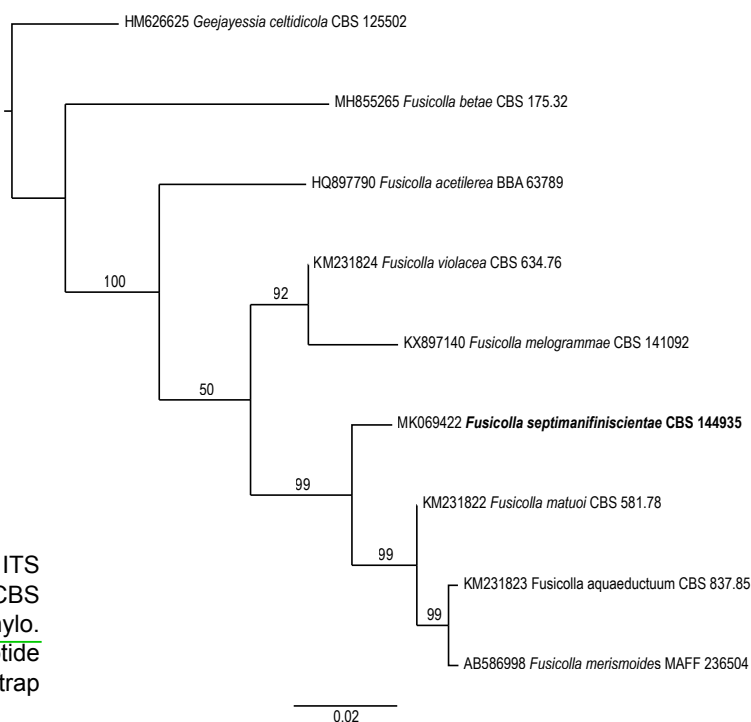 HM626625 Geejayessia celtidicola CBS 125502
MH855265 Fusicolla betae CBS 175.32
HQ897790 Fusicolla acetilerea BBA 63789
KM231824 Fusicolla violacea CBS 634.76
100
92
KX897140 Fusicolla melogrammae CBS 141092
50
MK069422 Fusicolla septimanifiniscientae CBS 144935
99
KM231822 Fusicolla matuoi CBS 581.78
99
KM231823 Fusicolla aquaeductuum CBS 837.85
99
AB586998 Fusicolla merismoides MAFF 236504
0.02
ITS
CBS